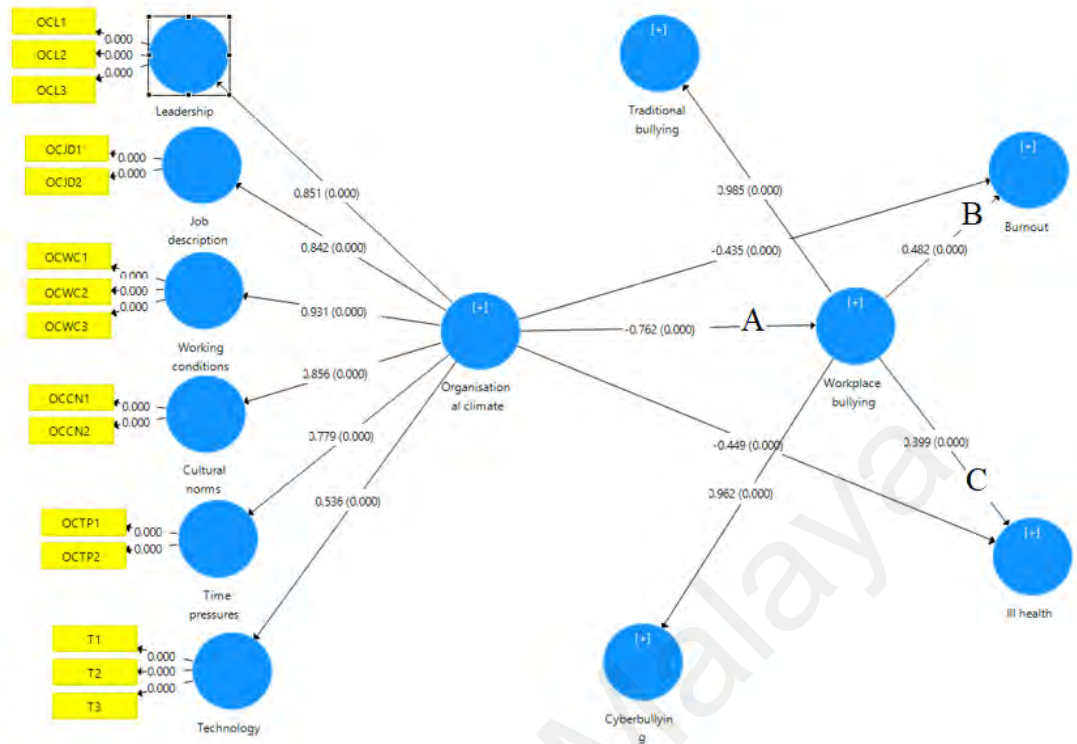 OCL1
OCL2
OCL3
0.000
0.000
0.000
Leadership
OCJD1
OCJD2
0.000
0.000
Job
description
OCWC1
OCWC2
OCWC3
0.000
0.000
0.000
Working
conditions
OCCN1
OCCN2
0.000
0.000
Cultural
norms
OCTP1
OCTP2
0.000
0.000
Time
pressures
T1
T2
T3
0.000
0.000
0.000
Technology
0.851 (0.000)
0.842 (0.000)
0.931 (0.000)
0.856 (0.000)
0.779 (0.000)
0.536 (0.000)
[+]
Organisation
al climate
[+]
Traditional
bullying
0.985 (0.000)
-0.435 (0.000)
-0.762 (0.000)
A
-0.449 (0.000)
0.962 (0.000)
[+]
Workplace
bullying
B
0.482 (0.000)
[+]
Burnout
0.399 (0.000)
C
[+]
Ill health
[+]
Cyberbullyin
g
Malaya